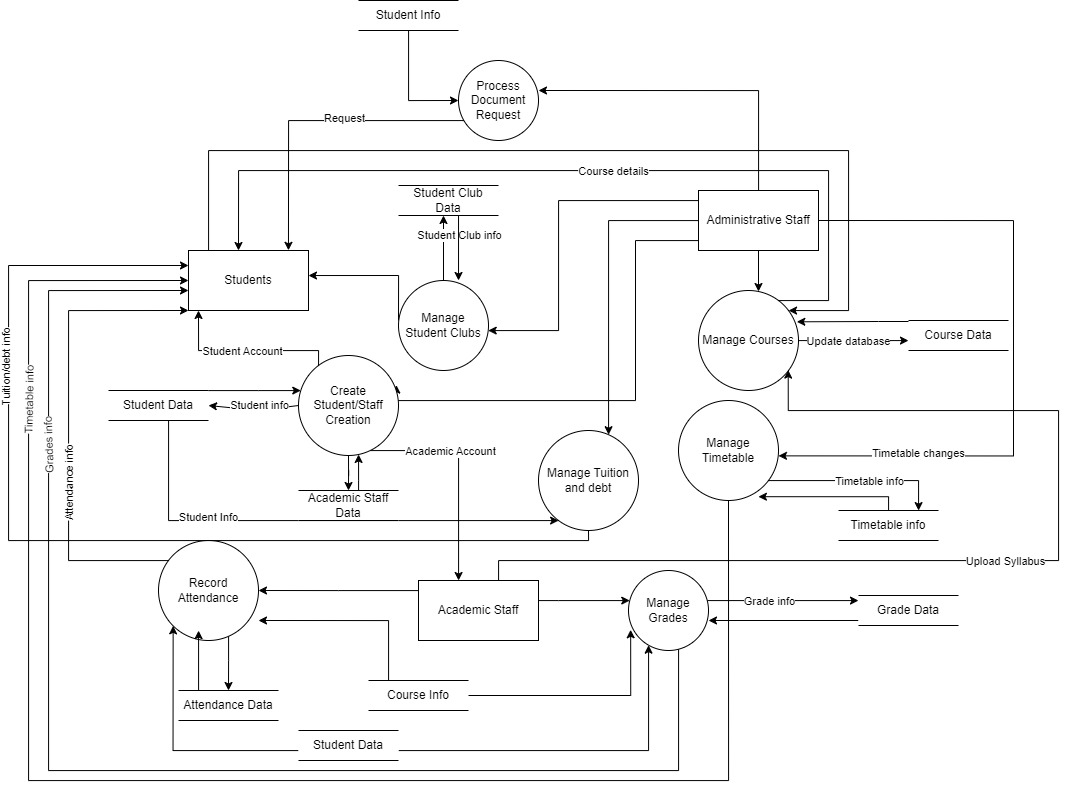 Student Info
Process
Document
Request
Request
Course details
Student Club
Data
Administrative Staff
Student Club info
Students
Manage
Student Clubs
Manage Courses
Update database
Course Data
Student Account
Tuition/debt info
Timetable info
Grades info
Attendance info
Create
Student/Staff
Creation
Student Data
Student info
Academic Account
Manage
Timetable
Timetable changes
Manage Tuition
and debt
Timetable info
Academic Staff
Data
Student Info
Timetable info
Upload Syllabus
Record
Attendance
Academic Staff
Manage
Grades
Grade info
Grade Data
Course Info
Attendance Data
Student Data